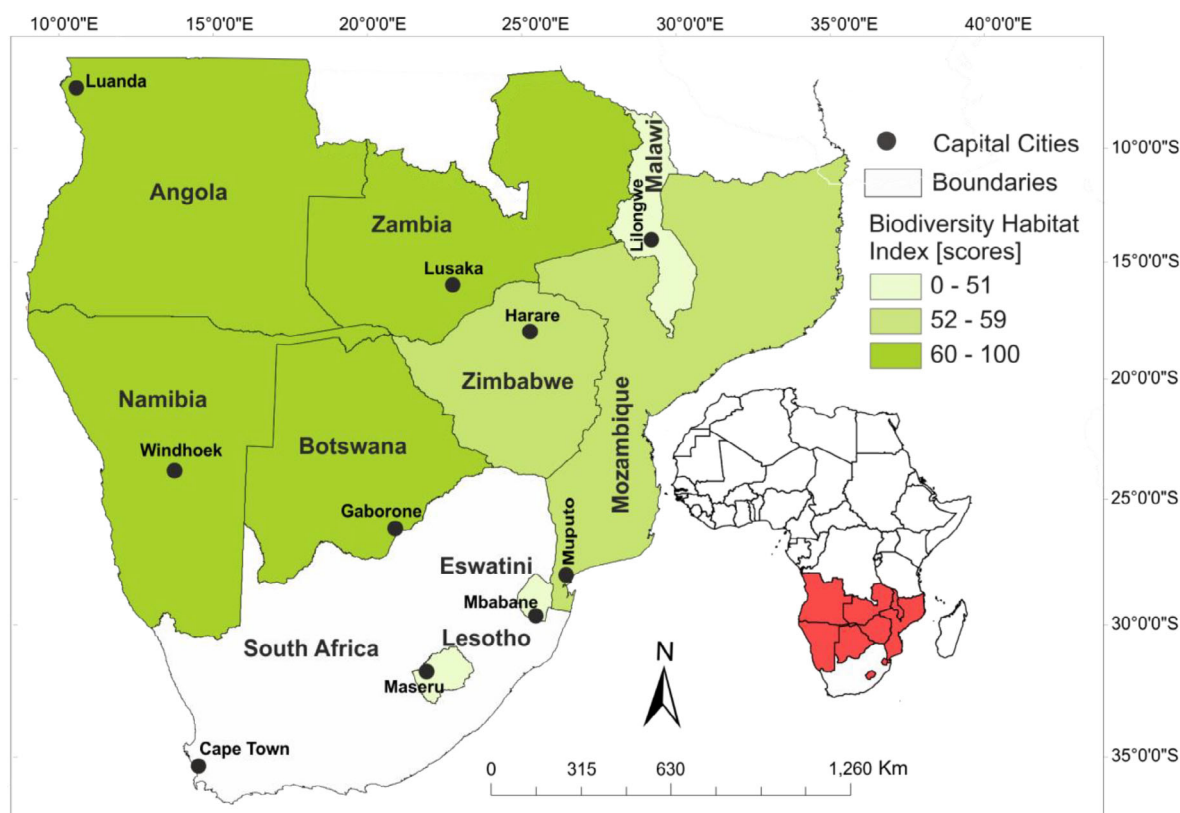 10°0'0"E 15°0'0"E 20°0'0"E 25°0'0"E 30°0'0"E 35°0'0"E 40°0'0"E
Luanda
Angola
Zambia
Lusaka
Malawi
Lilongwe
Harare
Zimbabwe
Mozambique
Namibia
Windhoek
Botswana
Gaborone
Muputo
Eswatini
Mbabane
Lesotho
South Africa
Maseru
Cape Town
Capital Cities
Boundaries
Biodiversity Habitat
Index [scores]
0 - 51
52 - 59
60 - 100
10°0'0"S
15°0'0"S
20°0'0"S
25°0'0"S
30°0'0"S
35°0'0"S
N
0 315 630 1,260 Km